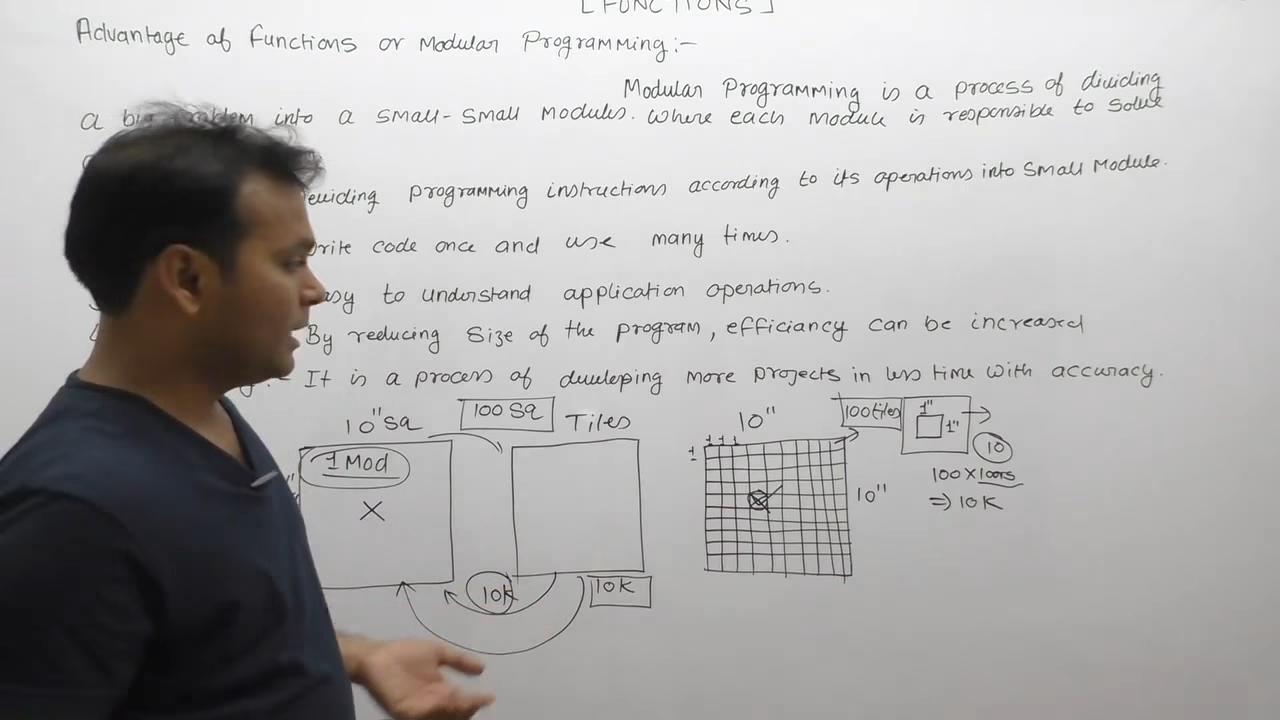 [FUNCTIONS]
Advantage of Functions or Modular Programming:-
Modular Programming is a process of dividing
a big problem into a small-small modules. Where each module is responsible to solve
programming instructions according to its operations into small Module.
code once and use many times.
to understand application operations.
By reducing size of the program, efficiancy can be increased
:- It is a process of more projects in less time with accuracy.
10" Sq
100 Sq
Tiles
10"
100 tiles
1"
1"
1 Mod
X
1 1 1
1
10"
10
100 X 100rs
=> 10K
10K
10K